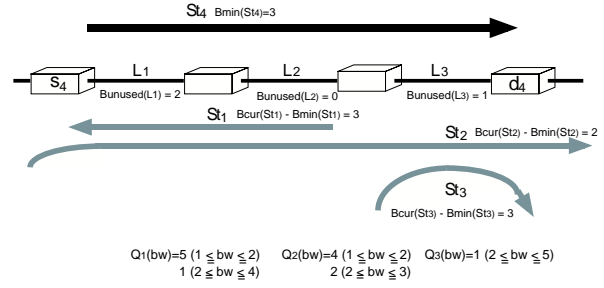 St4 Bmin(St4)=3
s4 L1 L2 L3 d4
Bunused(L1) = 2 Bunused(L2) = 0 Bunused(L3) = 1
St1 Bcur(St1) - Bmin(St1) = 3
St2 Bcur(St2) - Bmin(St2) = 2
St3
Bcur(St3) - Bmin(St3) = 3
Q1(bw)=5 (1 ≦ bw ≦ 2) Q2(bw)=4 (1 ≦ bw ≦ 2) Q3(bw)=1 (2 ≦ bw ≦ 5)
1 (2 ≦ bw ≦ 4) 2 (2 ≦ bw ≦ 3)